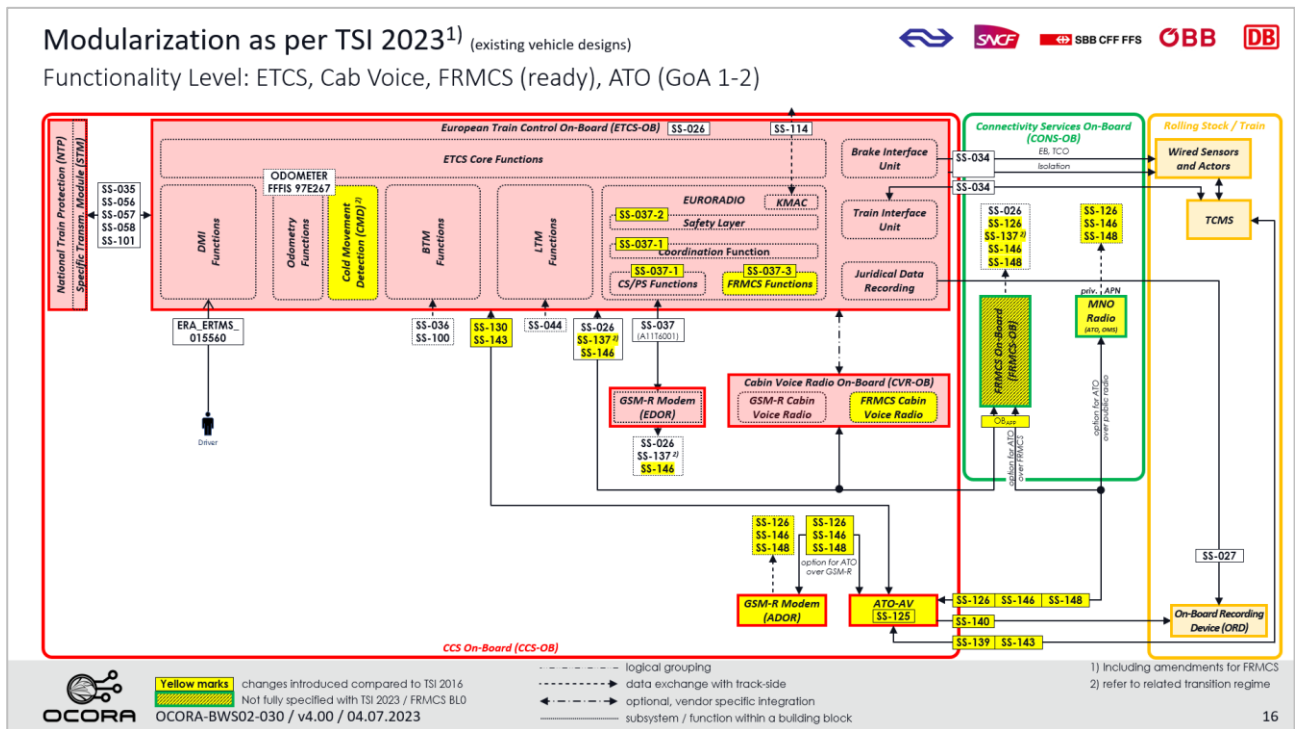 Modularization as per TSI 2023¹⁾ (existing vehicle designs)
Functionality Level: ETCS, Cab Voice, FRMCS (ready), ATO (GoA 1-2)
SNCF
SBB CFF FFS
ÖBB
DB
National Train Protection (NTP)
Specific Transm. Module (STM)
SS-035
SS-056
SS-057
SS-058
SS-101
European Train Control On-Board (ETCS-OB)
SS-026
SS-114
ETCS Core Functions
ODOMETER
FFFIS 97E267
DMI
Functions
Odometry
Functions
Cold Movement
Detection (CMD)²⁾
BTM
Functions
LTM
Functions
EURORADIO
KMAC
SS-037-2
Safety Layer
SS-037-1
Coordination Function
SS-037-1
CS/PS Functions
SS-037-3
FRMCS Functions
Brake Interface
Unit
Train Interface
Unit
Juridical Data
Recording
Connectivity Services On-Board
(CONS-OB)
SS-034
EB, TCO
Isolation
SS-034
SS-026
SS-126
SS-137²⁾
SS-146
SS-148
SS-126
SS-146
SS-148
priv. APN
MNO
Radio
(ATO, OMS)
FRMCS On-Board
(FRMCS-OB)
OB_APP
option for ATO
over FRMCS
option for ATO
over public radio
Rolling Stock / Train
Wired Sensors
and Actors
TCMS
ERA_ERTMS_
015560
Driver
SS-036
SS-100
SS-130
SS-143
SS-044
SS-026
SS-137²⁾
SS-146
SS-037
(A11T6001)
GSM-R Modem
(EDOR)
SS-026
SS-137²⁾
SS-146
Cabin Voice Radio On-Board (CVR-OB)
GSM-R Cabin
Voice Radio
FRMCS Cabin
Voice Radio
SS-126
SS-146
SS-148
SS-126
SS-146
SS-148
option for ATO
over GSM-R
GSM-R Modem
(ADOR)
ATO-AV
SS-125
SS-126 SS-146 SS-148
SS-140
SS-139 SS-143
SS-027
On-Board Recording
Device (ORD)
CCS On-Board (CCS-OB)
OCORA
Yellow marks changes introduced compared to TSI 2016
Not fully specified with TSI 2023 / FRMCS BL0
OCORA-BWS02-030 / v4.00 / 04.07.2023
logical grouping
data exchange with track-side
optional, vendor specific integration
subsystem / function within a building block
1) Including amendments for FRMCS
2) refer to related transition regime
16